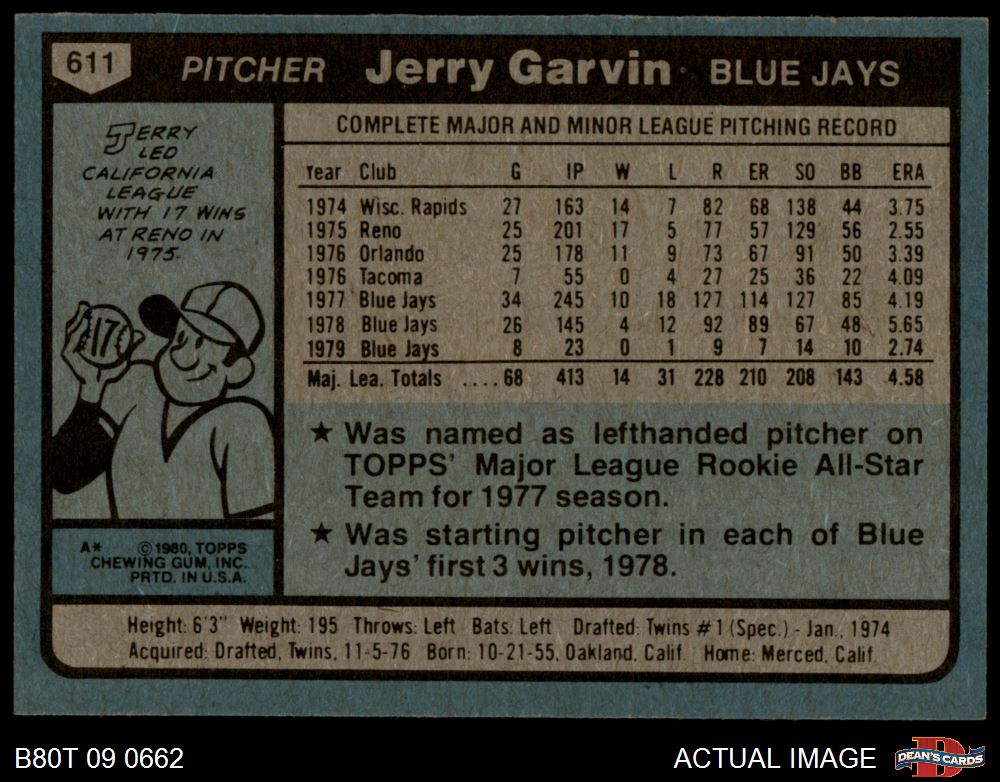 611 PITCHER Jerry Garvin BLUE JAYS
JERRY
LED
CALIFORNIA
LEAGUE
WITH 17 WINS
AT RENO IN
1975.
17
A* ©1980, TOPPS
CHEWING GUM, INC.
PRTD. IN U.S.A.
COMPLETE MAJOR AND MINOR LEAGUE PITCHING RECORD
Year Club G IP W L R ER SO BB ERA
1974 Wisc. Rapids 27 163 14 7 82 68 138 44 3.75
1975 Reno 25 201 17 5 77 57 129 56 2.55
1976 Orlando 25 178 11 9 73 67 91 50 3.39
1976 Tacoma 7 55 0 4 27 25 36 22 4.09
1977 Blue Jays 34 245 10 18 127 114 127 85 4.19
1978 Blue Jays 26 145 4 12 92 89 67 48 5.65
1979 Blue Jays 8 23 0 1 9 7 14 10 2.74
Maj. Lea. Totals ....68 413 14 31 228 210 208 143 4.58
★ Was named as lefthanded pitcher on
TOPPS' Major League Rookie All-Star
Team for 1977 season.
★ Was starting pitcher in each of Blue
Jays' first 3 wins, 1978.
Height: 6'3" Weight: 195 Throws: Left Bats: Left Drafted: Twins #1 (Spec.) - Jan., 1974
Acquired: Drafted, Twins, 11-5-76 Born: 10-21-55, Oakland, Calif. Home: Merced, Calif.
B80T 09 0662 ACTUAL IMAGE D DEAN'S CARDS